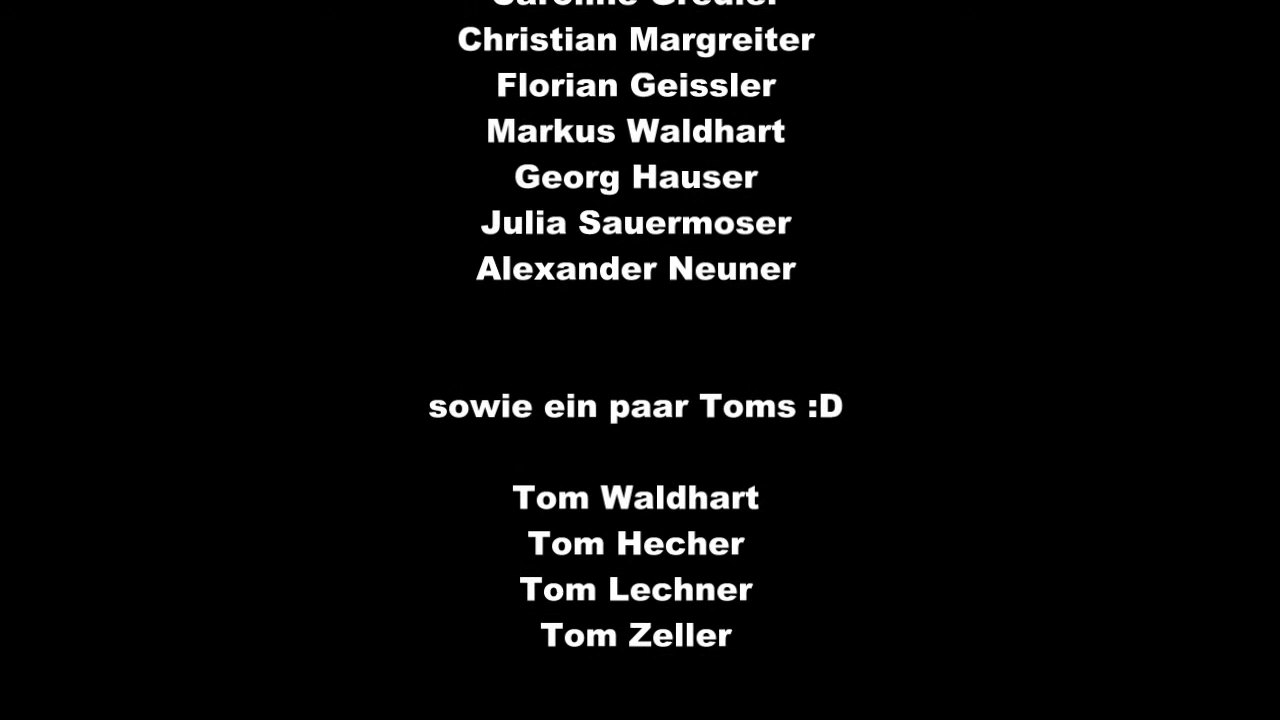 Christian Margreiter
Florian Geissler
Markus Waldhart
Georg Hauser
Julia Sauermoser
Alexander Neuner
sowie ein paar Toms :D
Tom Waldhart
Tom Hecher
Tom Lechner
Tom Zeller